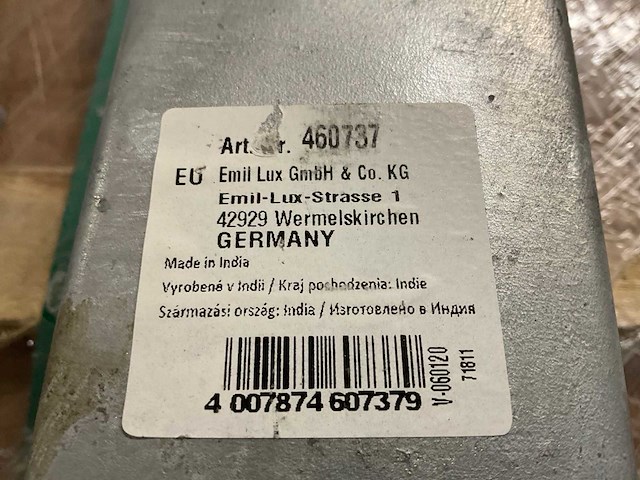 Art. Nr. 460737
EU Emil Lux GmbH & Co. KG
Emil-Lux-Strasse 1
42929 Wermelskirchen
GERMANY
Made in India
Vyrobené v Indii / Kraj pochodzenia: Indie
Származási ország: India / Изготовлено в Индия
4 007874 607379
V-060120
71811